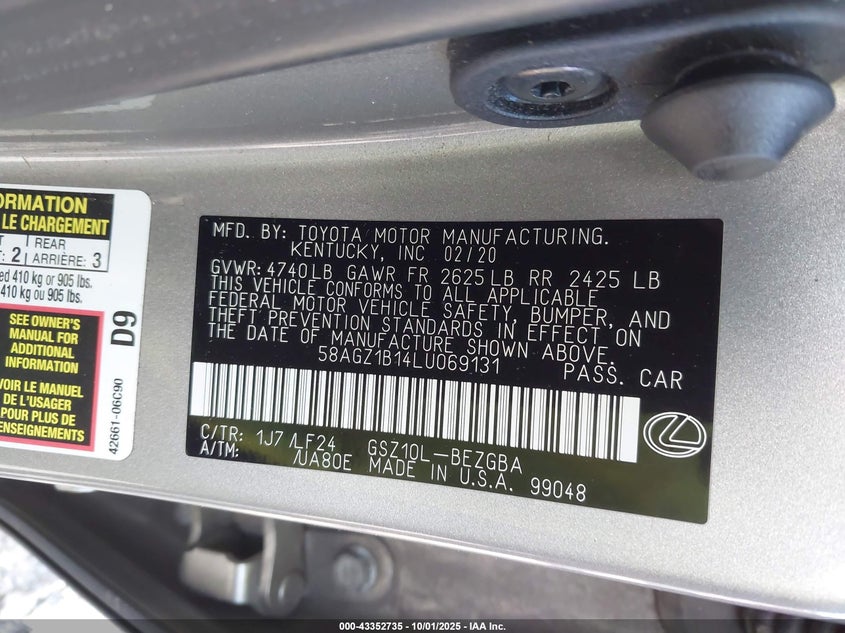 ORMATION
LE CHARGEMENT
2 REAR 3
ARRIÈRE:
ed 410 kg or 905 lbs.
410 kg ou 905 lbs.
SEE OWNER'S
MANUAL FOR
ADDITIONAL
INFORMATION
VOIR LE MANUEL
DE L'USAGER
POUR PLUS DE
RENSEIGNEMENTS
D9
42661-06C90
MFD. BY: TOYOTA MOTOR MANUFACTURING.
KENTUCKY, INC 02/20
GVWR: 4740LB GAWR FR 2625LB RR 2425 LB
THIS VEHICLE CONFORMS TO ALL APPLICABLE
FEDERAL MOTOR VEHICLE SAFETY, BUMPER, AND
THEFT PREVENTION STANDARDS IN EFFECT ON
THE DATE OF MANUFACTURE SHOWN ABOVE.
58AGZ1B14LU069131 PASS. CAR
C/TR: 1J7 /LF24 GSZ10L-BEZGBA
A/TM: /UA80E MADE IN U.S.A. 99048
000-43352735 - 10/01/2025 - IAA Inc.